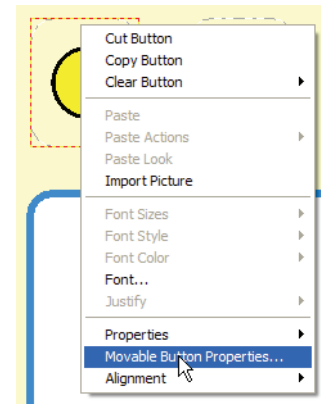 Cut Button
Copy Button
Clear Button
Paste
Paste Actions
Paste Look
Import Picture
Font Sizes
Font Style
Font Color
Font...
Justify
Properties
Movable Button Properties...
Alignment